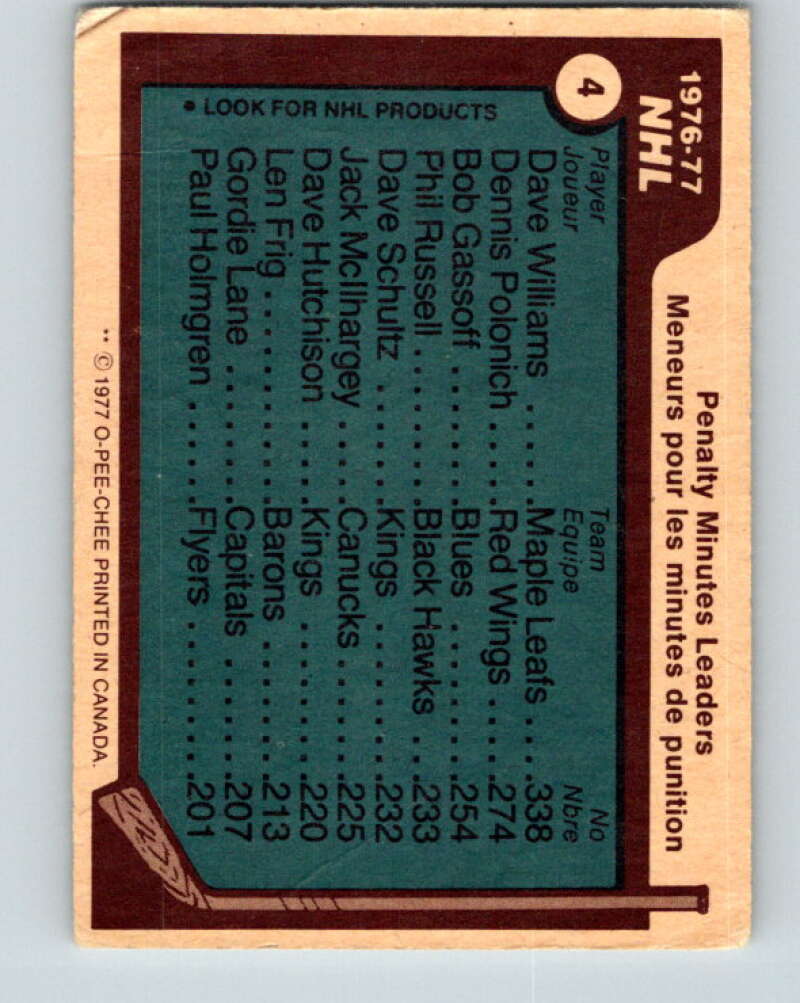 4
1976-77
NHL
Penalty Minutes Leaders
Meneurs pour les minutes de punition
Player Team No
Joueur Equipe Nbre
Dave Williams .....Maple Leafs ...338
Dennis Polonich .....Red Wings ....274
Bob Gassoff .......Blues .......254
Phil Russell ........Black Hawks ..233
Dave Schultz ......Kings .......232
Jack McIlhargey ....Canucks .....225
Dave Hutchison ....Kings .......220
Len Frig ..........Barons ......213
Gordie Lane .......Capitals .....207
Paul Holmgren .....Flyers .......201
• LOOK FOR NHL PRODUCTS
** © 1977 O-PEE-CHEE PRINTED IN CANADA.